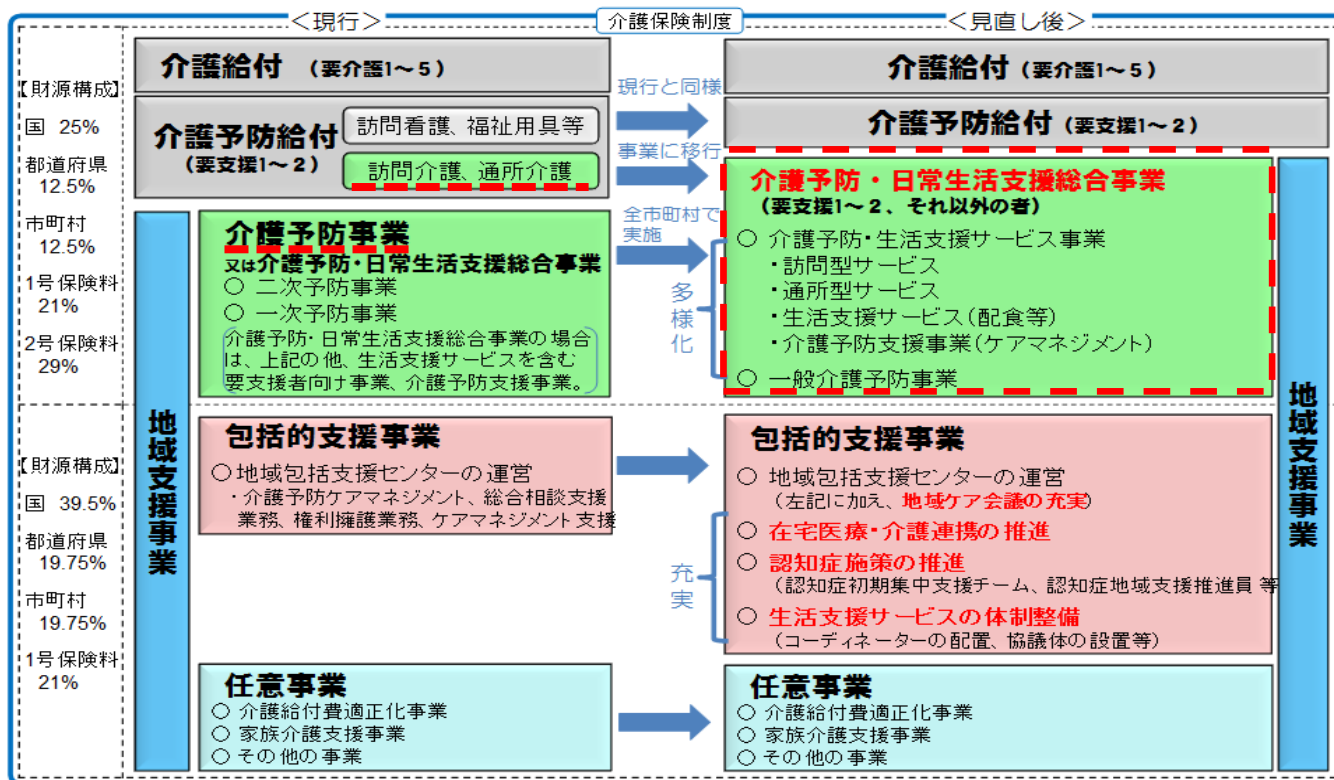 ＜現行＞
介護保険制度
＜見直し後＞
【財源構成】
国 25%
都道府県
12.5%
市町村
12.5%
1号保険料
21%
2号保険料
29%
【財源構成】
国 39.5%
都道府県
19.75%
市町村
19.75%
1号保険料
21%
介護給付 （要介護1～5）
介護予防給付
（要支援1～2）
訪問看護、福祉用具等
訪問介護、通所介護
地域支援事業
介護予防事業
又は介護予防・日常生活支援総合事業
○ 二次予防事業
○ 一次予防事業
介護予防・日常生活支援総合事業の場合
は、上記の他、生活支援サービスを含む
要支援者向け事業、介護予防支援事業。
包括的支援事業
○地域包括支援センターの運営
・介護予防ケアマネジメント、総合相談支援
業務、権利擁護業務、ケアマネジメント支援
任意事業
○ 介護給付費適正化事業
○ 家族介護支援事業
○ その他の事業
現行と同様
事業に移行
全市町村で
実施
多様化
充実
介護給付（要介護1～5）
介護予防給付（要支援1～2）
介護予防・日常生活支援総合事業
（要支援1～2、それ以外の者）
○ 介護予防・生活支援サービス事業
・訪問型サービス
・通所型サービス
・生活支援サービス（配食等）
・介護予防支援事業（ケアマネジメント）
○ 一般介護予防事業
包括的支援事業
○ 地域包括支援センターの運営
（左記に加え、地域ケア会議の充実）
○ 在宅医療・介護連携の推進
○ 認知症施策の推進
（認知症初期集中支援チーム、認知症地域支援推進員 等
○ 生活支援サービスの体制整備
（コーディネーターの配置、協議体の設置等）
任意事業
○ 介護給付費適正化事業
○ 家族介護支援事業
○ その他の事業
地域支援事業